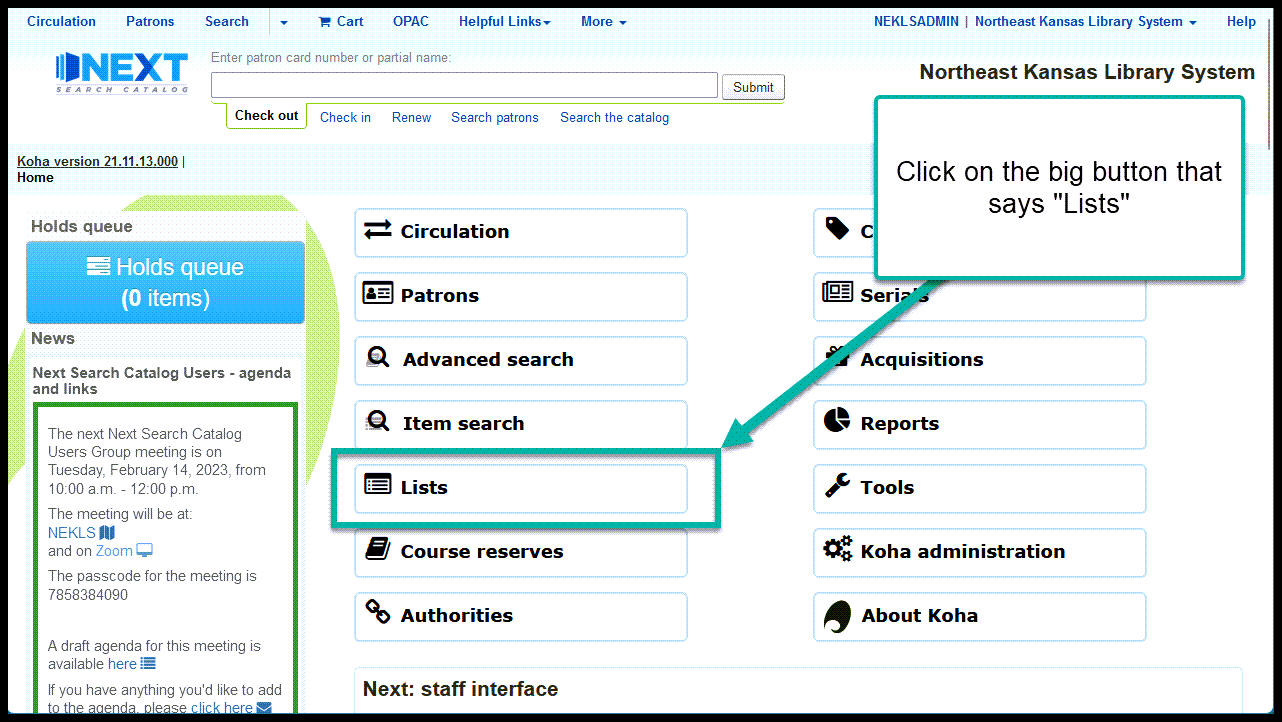 Circulation Patrons Search Cart OPAC Helpful Links More NEKLSADMIN | Northeast Kansas Library System Help
NEXT
SEARCH CATALOG
Enter patron card number or partial name:
Submit
Check out Check in Renew Search patrons Search the catalog
Northeast Kansas Library System
Click on the big button that
says "Lists"
Koha version 21.11.13.000 |
Home
Holds queue
Holds queue
(0 items)
News
Next Search Catalog Users - agenda
and links
The next Next Search Catalog
Users Group meeting is on
Tuesday, February 14, 2023, from
10:00 a.m. - 12:00 p.m.
The meeting will be at:
NEKLS
and on Zoom
The passcode for the meeting is
7858384090
A draft agenda for this meeting is
available here
If you have anything you'd like to add
to the agenda, please click here
Circulation
Patrons
Advanced search
Item search
Lists
Course reserves
Authorities
C
Serials
Acquisitions
Reports
Tools
Koha administration
About Koha
Next: staff interface